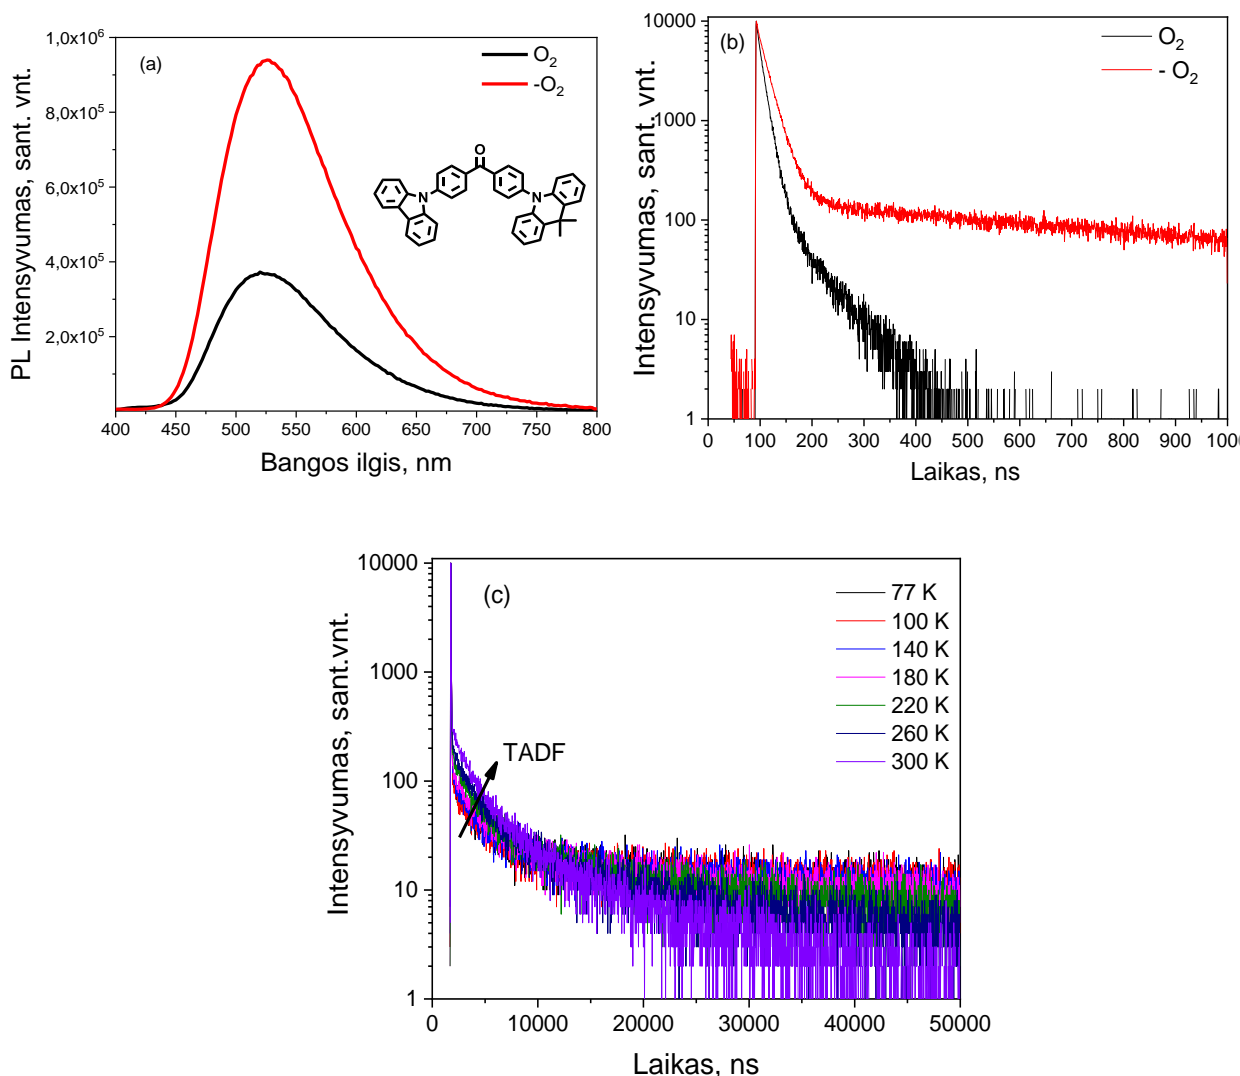 (a)
O₂
-O₂
1,0x10⁶
8,0x10⁵
6,0x10⁵
4,0x10⁵
2,0x10⁵
PL Intensyvumas, sant. vnt.
400 450 500 550 600 650 700 750 800
Bangos ilgis, nm
O
N
N
(b)
O₂
- O₂
10000
1000
100
10
1
Intensyvumas, sant. vnt.
0 100 200 300 400 500 600 700 800 900 1000
Laikas, ns
(c)
77 K
100 K
140 K
180 K
220 K
260 K
300 K
TADF
10000
1000
100
10
1
Intensyvumas, sant.vnt.
0 10000 20000 30000 40000 50000
Laikas, ns